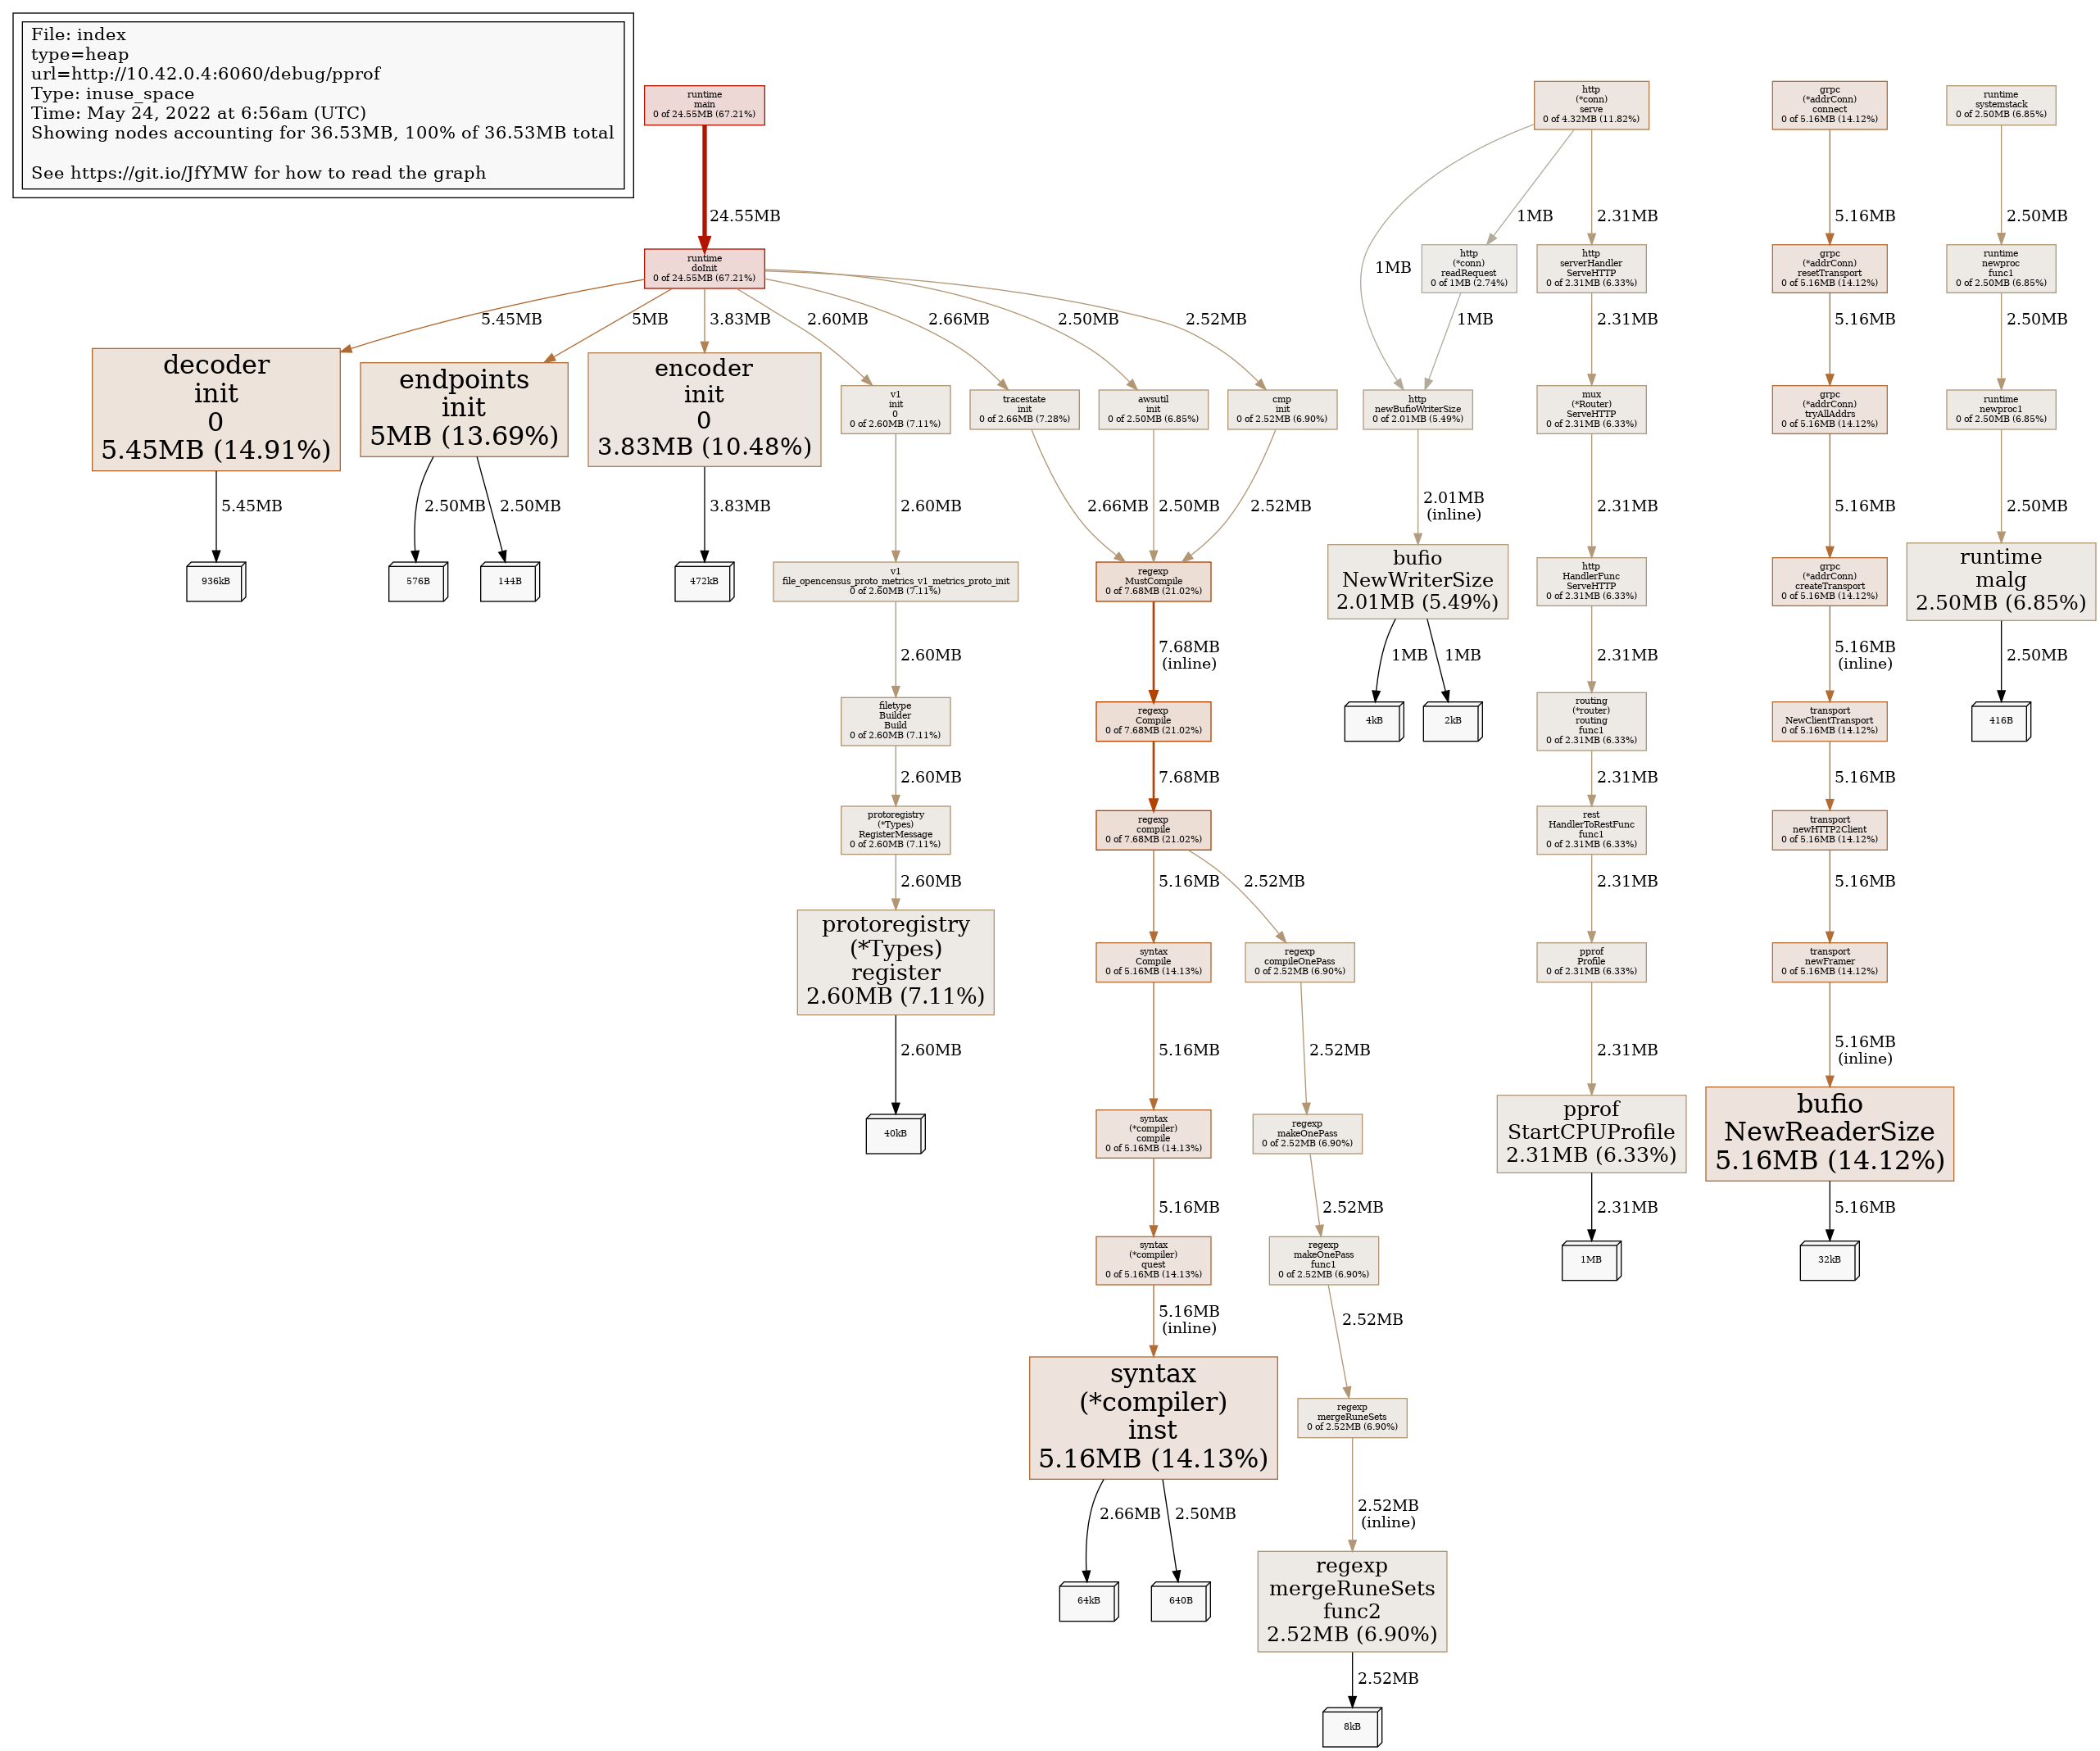 File: index
type=heap
url=http://10.42.0.4:6060/debug/pprof
Type: inuse_space
Time: May 24, 2022 at 6:56am (UTC)
Showing nodes accounting for 36.53MB, 100% of 36.53MB total
See https://git.io/JfYMW for how to read the graph
runtime
main
0 of 24.55MB (67.21%)
http
(*conn)
serve
0 of 4.32MB (11.82%)
grpc
(*addrConn)
connect
0 of 5.16MB (14.12%)
runtime
systemstack
0 of 2.50MB (6.85%)
24.55MB
1MB
1MB
2.31MB
5.16MB
2.50MB
runtime
doInit
0 of 24.55MB (67.21%)
http
(*conn)
readRequest
0 of 1MB (2.74%)
http
serverHandler
ServeHTTP
0 of 2.31MB (6.33%)
grpc
(*addrConn)
resetTransport
0 of 5.16MB (14.12%)
runtime
newproc
func1
0 of 2.50MB (6.85%)
5.45MB
5MB
3.83MB
2.60MB
2.66MB
2.50MB
2.52MB
1MB
2.31MB
5.16MB
2.50MB
decoder
init
0
5.45MB (14.91%)
endpoints
init
5MB (13.69%)
encoder
init
0
3.83MB (10.48%)
v1
init
0
0 of 2.60MB (7.11%)
tracestate
init
0 of 2.66MB (7.28%)
awsutil
init
0 of 2.50MB (6.85%)
cmp
init
0 of 2.52MB (6.90%)
http
newBufioWriterSize
0 of 2.01MB (5.49%)
mux
(*Router)
ServeHTTP
0 of 2.31MB (6.33%)
grpc
(*addrConn)
tryAllAddrs
0 of 5.16MB (14.12%)
runtime
newproc1
0 of 2.50MB (6.85%)
5.45MB
2.50MB
2.50MB
3.83MB
2.60MB
2.66MB
2.50MB
2.52MB
2.01MB
(inline)
2.31MB
5.16MB
2.50MB
936kB
576B
144B
472kB
v1
file_opencensus_proto_metrics_v1_metrics_proto_init
0 of 2.60MB (7.11%)
regexp
MustCompile
0 of 7.68MB (21.02%)
bufio
NewWriterSize
2.01MB (5.49%)
http
HandlerFunc
ServeHTTP
0 of 2.31MB (6.33%)
grpc
(*addrConn)
createTransport
0 of 5.16MB (14.12%)
runtime
malg
2.50MB (6.85%)
2.60MB
7.68MB
(inline)
1MB
1MB
2.31MB
5.16MB
(inline)
2.50MB
filetype
Builder
Build
0 of 2.60MB (7.11%)
regexp
Compile
0 of 7.68MB (21.02%)
4kB
2kB
routing
(*router)
routing
func1
0 of 2.31MB (6.33%)
transport
NewClientTransport
0 of 5.16MB (14.12%)
416B
2.60MB
7.68MB
2.31MB
5.16MB
protoregistry
(*Types)
RegisterMessage
0 of 2.60MB (7.11%)
regexp
compile
0 of 7.68MB (21.02%)
rest
HandlerToRestFunc
func1
0 of 2.31MB (6.33%)
transport
newHTTP2Client
0 of 5.16MB (14.12%)
2.60MB
5.16MB
2.52MB
2.31MB
5.16MB
protoregistry
(*Types)
register
2.60MB (7.11%)
syntax
Compile
0 of 5.16MB (14.13%)
regexp
compileOnePass
0 of 2.52MB (6.90%)
pprof
Profile
0 of 2.31MB (6.33%)
transport
newFramer
0 of 5.16MB (14.12%)
2.60MB
5.16MB
2.52MB
2.31MB
5.16MB
(inline)
40kB
syntax
(*compiler)
compile
0 of 5.16MB (14.13%)
regexp
makeOnePass
0 of 2.52MB (6.90%)
pprof
StartCPUProfile
2.31MB (6.33%)
bufio
NewReaderSize
5.16MB (14.12%)
5.16MB
2.52MB
2.31MB
5.16MB
syntax
(*compiler)
quest
0 of 5.16MB (14.13%)
regexp
makeOnePass
func1
0 of 2.52MB (6.90%)
1MB
32kB
5.16MB
(inline)
2.52MB
syntax
(*compiler)
inst
5.16MB (14.13%)
regexp
mergeRuneSets
0 of 2.52MB (6.90%)
2.66MB
2.50MB
2.52MB
(inline)
64kB
640B
regexp
mergeRuneSets
func2
2.52MB (6.90%)
2.52MB
8kB